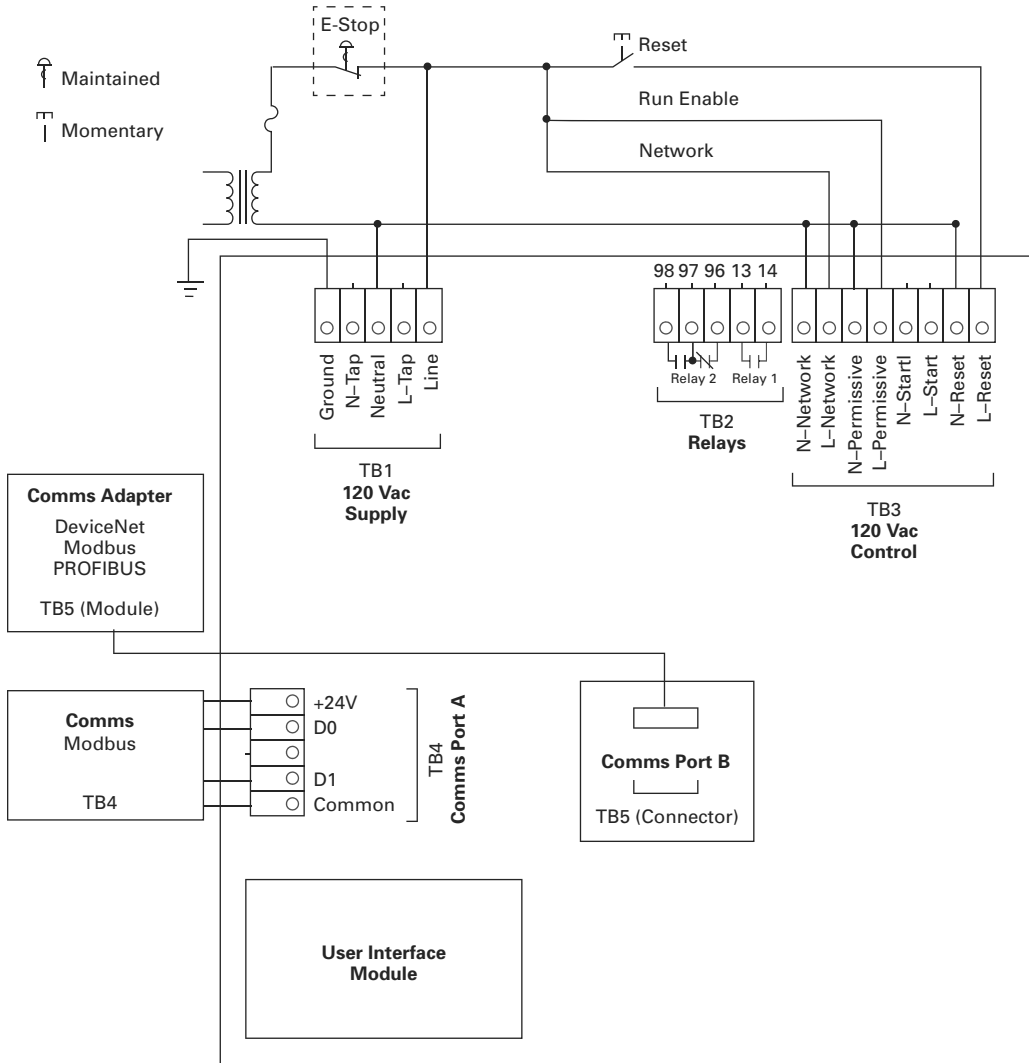 E-Stop
Reset
Maintained
Run Enable
Momentary
Network
98 97 96 13 14
Relay 2
Relay 1
Ground
N–Tap
Neutral
L–Tap
Line
N–Network
L–Network
N–Permissive
L–Permissive
N–Startl
L–Start
N–Reset
L–Reset
TB1
120 Vac
Supply
TB2
Relays
TB3
120 Vac
Control
Comms Adapter
DeviceNet
Modbus
PROFIBUS
TB5 (Module)
Comms
Modbus
TB4
+24V
D0
D1
Common
TB4
Comms Port A
Comms Port B
TB5 (Connector)
User Interface
Module